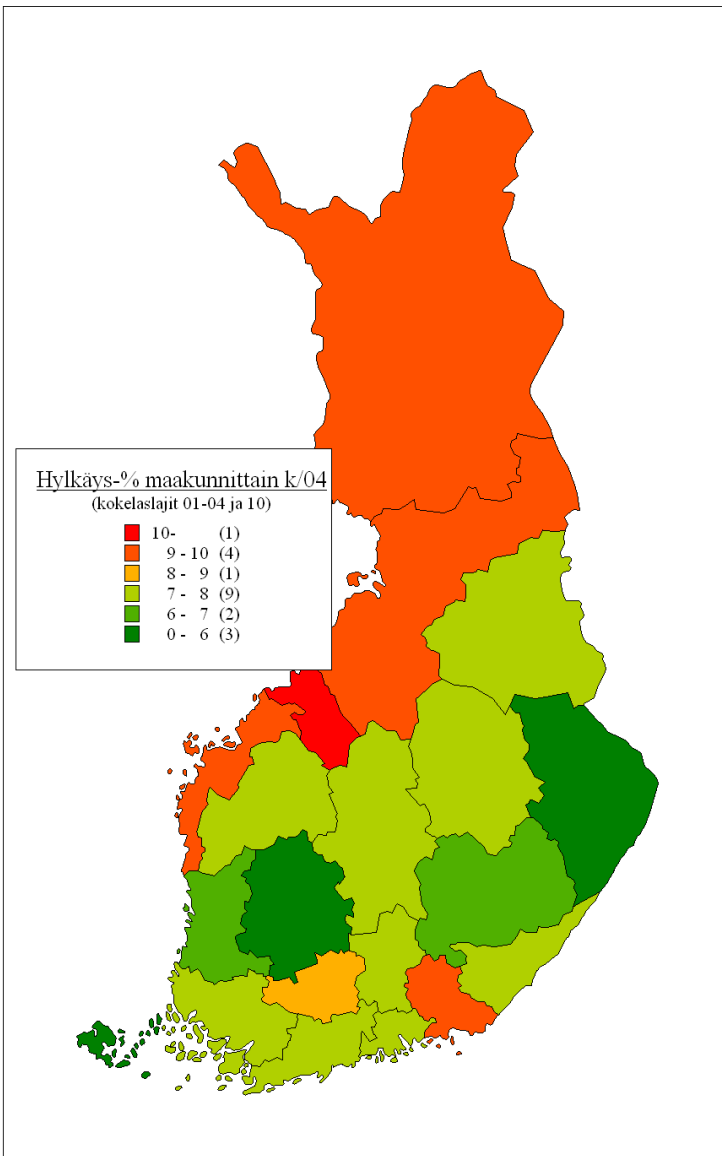 Hylkäys-% maakunnittain k/04
(kokelaslajit 01-04 ja 10)
10- (1)
9 - 10 (4)
8 - 9 (1)
7 - 8 (9)
6 - 7 (2)
0 - 6 (3)